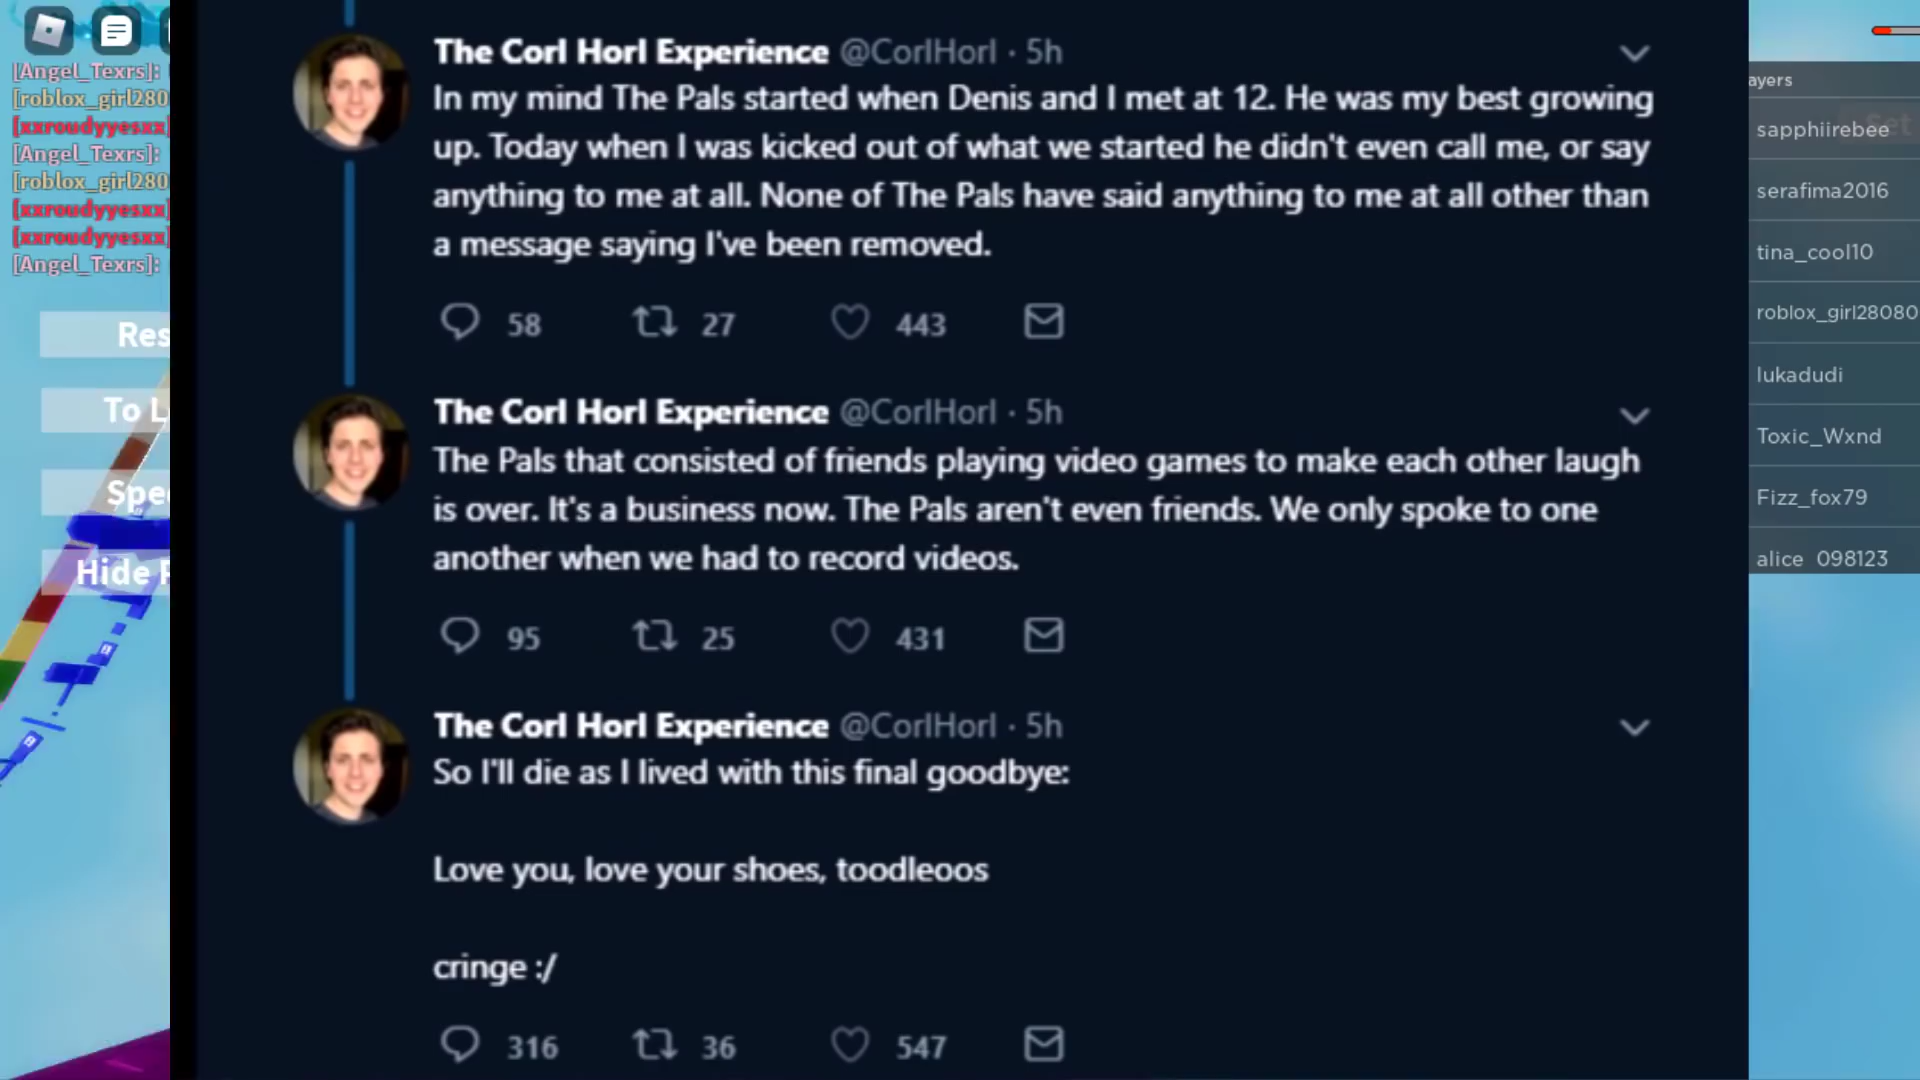 [Angel_Texrs]:
[roblox_girl280
[xxroudyyesxx]
[Angel_Texrs]:
[roblox_girl280
[xxroudyyesxx]
[xxroudyyesxx]
[Angel_Texrs]:
Res
To L
Spe
Hide
The Corl Horl Experience @CorlHorl · 5h
In my mind The Pals started when Denis and I met at 12. He was my best growing
up. Today when I was kicked out of what we started he didn't even call me, or say
anything to me at all. None of The Pals have said anything to me at all other than
a message saying I've been removed.
58 27 443
The Corl Horl Experience @CorlHorl · 5h
The Pals that consisted of friends playing video games to make each other laugh
is over. It's a business now. The Pals aren't even friends. We only spoke to one
another when we had to record videos.
95 25 431
The Corl Horl Experience @CorlHorl · 5h
So I'll die as I lived with this final goodbye:
Love you, love your shoes, toodleoos
cringe :/
316 36 547
ayers
sapphiirebee
serafima2016
tina_cool10
roblox_girl28080
lukadudi
Toxic_Wxnd
Fizz_fox79
alice_098123